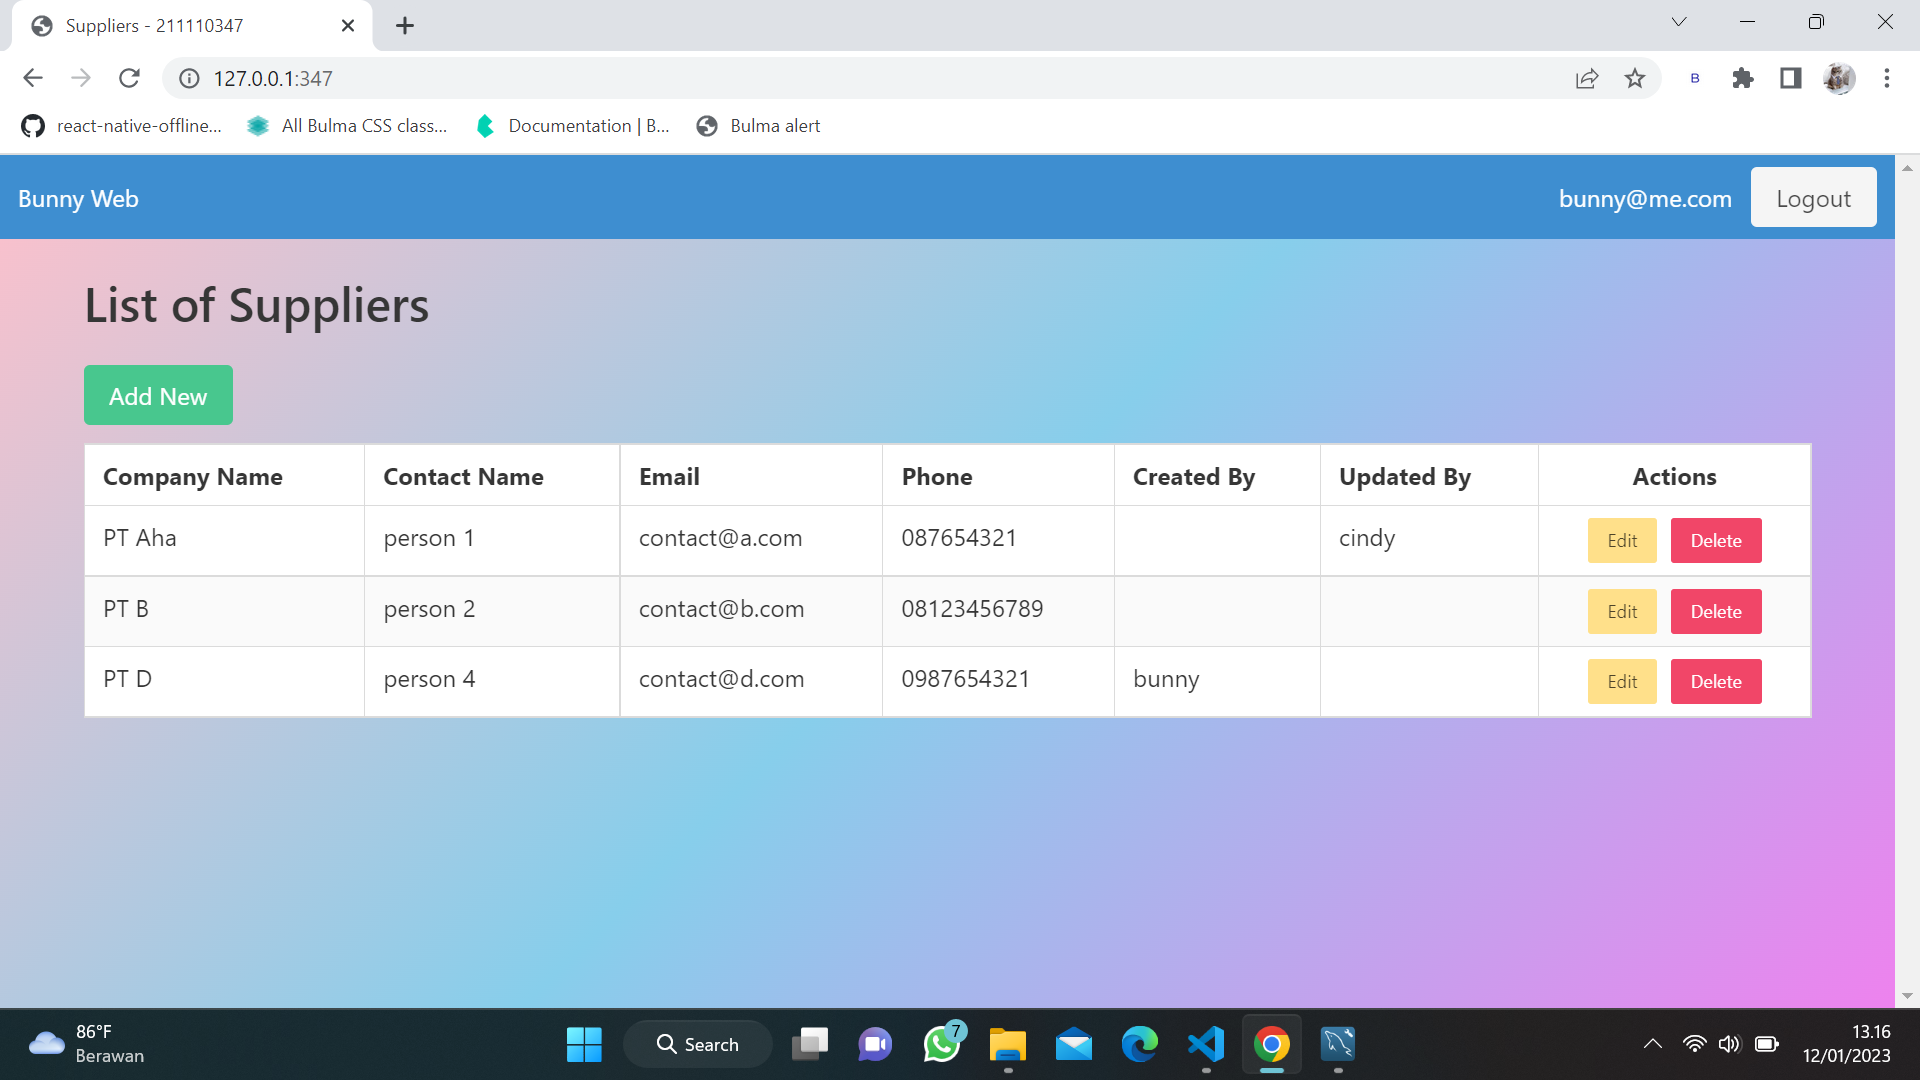 Suppliers - 211110347
127.0.0.1:347
B
react-native-offline...
All Bulma CSS class...
Documentation | B...
Bulma alert
Bunny Web
bunny@me.com
Logout
List of Suppliers
Add New
Company Name Contact Name Email Phone Created By Updated By Actions
PT Aha person 1 contact@a.com 087654321 cindy Edit Delete
PT B person 2 contact@b.com 08123456789 Edit Delete
PT D person 4 contact@d.com 0987654321 bunny Edit Delete
86°F
Berawan
Search
7
13.16
12/01/2023